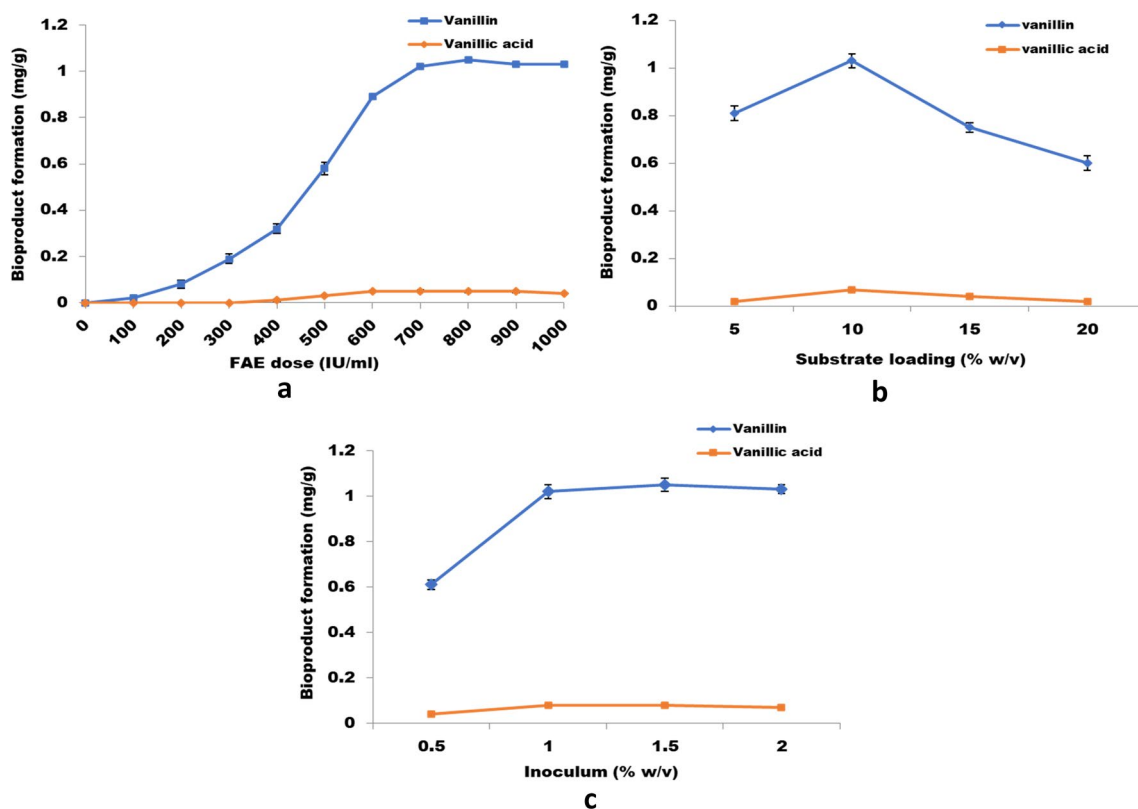 Vanillin
Vanillic acid
Bioproduct formation (mg/g)
1.2
1
0.8
0.6
0.4
0.2
0
0 100 200 300 400 500 600 700 800 900 1000
FAE dose (IU/ml)
a
vanillin
vanillic acid
Bioproduct formation (mg/g)
1.2
1
0.8
0.6
0.4
0.2
0
5 10 15 20
Substrate loading (% w/v)
b
Vanillin
Vanillic acid
Bioproduct formation (mg/g)
1.2
1
0.8
0.6
0.4
0.2
0
0.5 1 1.5 2
Inoculum (% w/v)
c